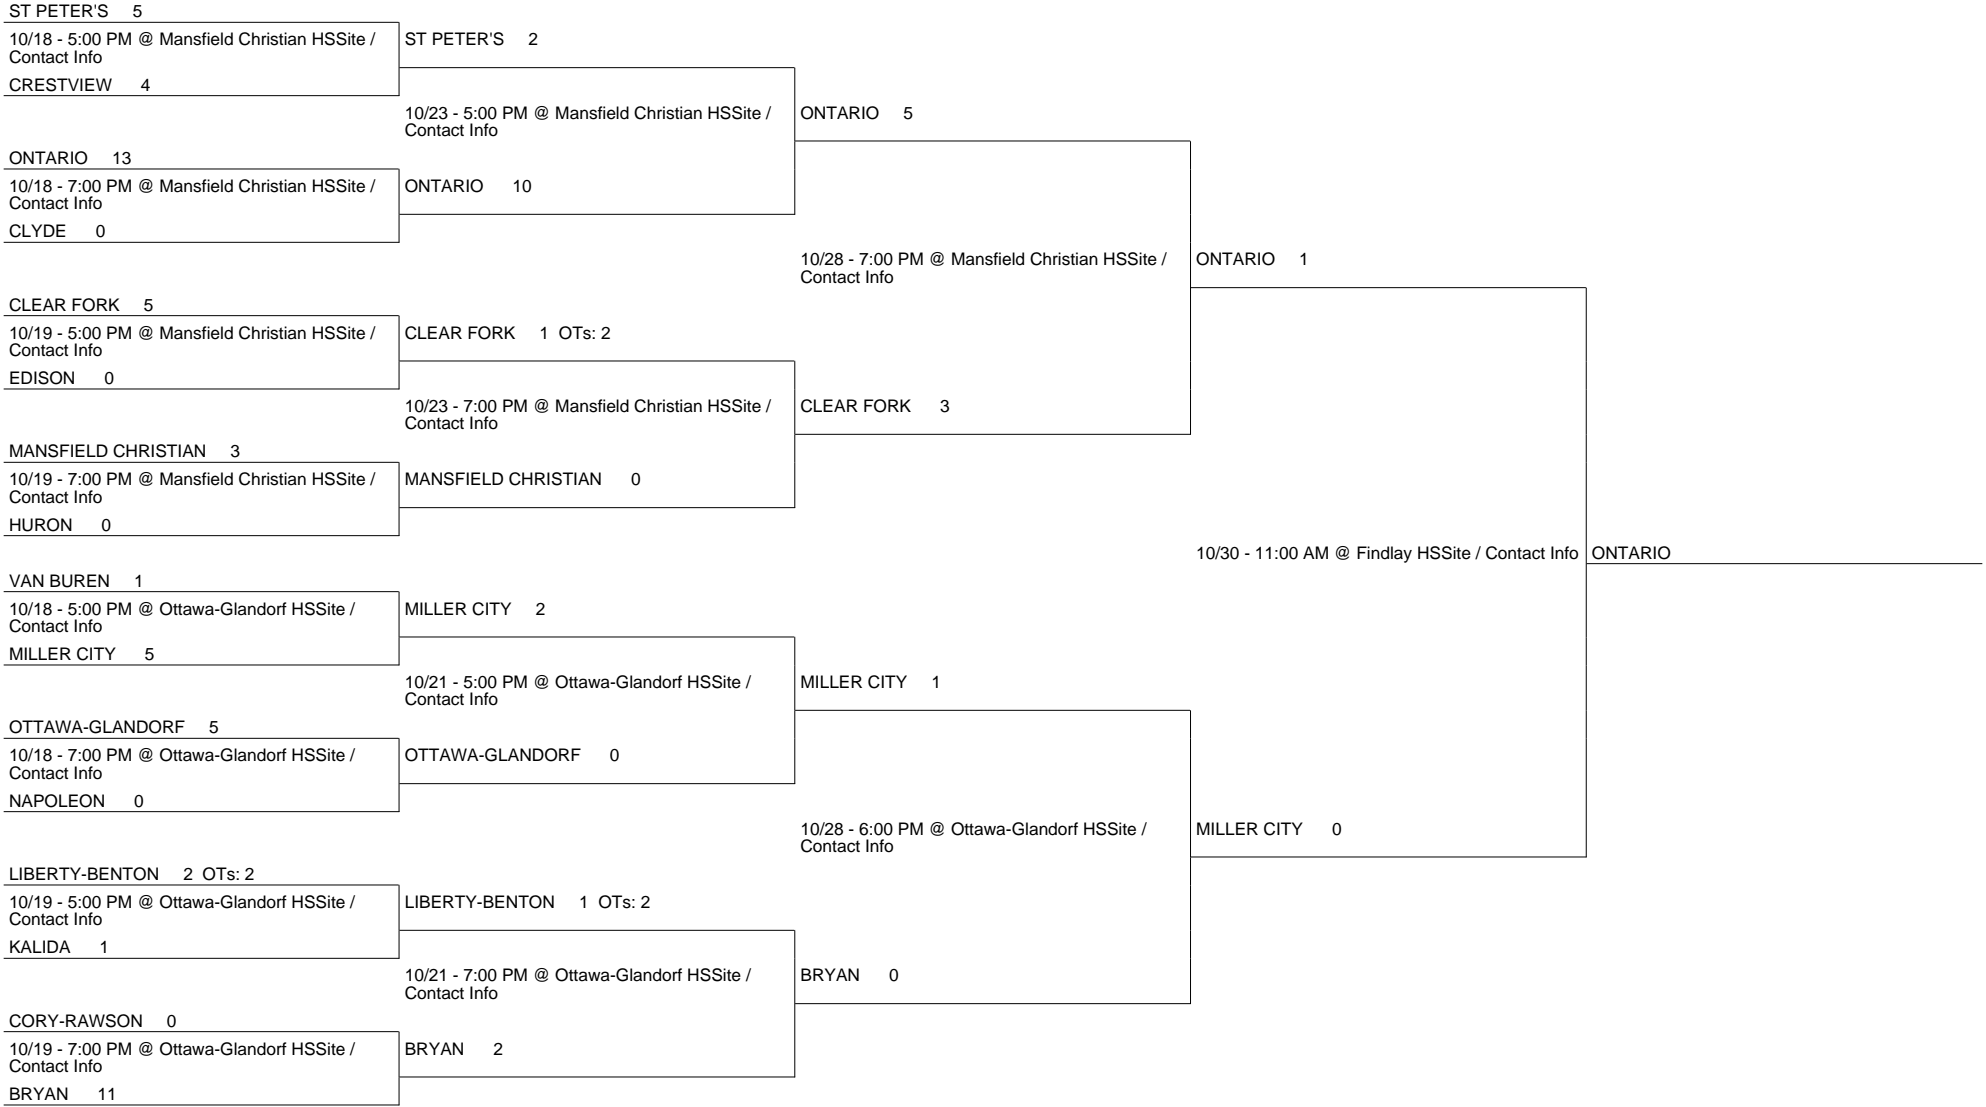 ST PETER'S 5
10/18 - 5:00 PM @ Mansfield Christian HSSite /
Contact Info
CRESTVIEW 4
ONTARIO 13
10/18 - 7:00 PM @ Mansfield Christian HSSite /
Contact Info
CLYDE 0
CLEAR FORK 5
10/19 - 5:00 PM @ Mansfield Christian HSSite /
Contact Info
EDISON 0
MANSFIELD CHRISTIAN 3
10/19 - 7:00 PM @ Mansfield Christian HSSite /
Contact Info
HURON 0
VAN BUREN 1
10/18 - 5:00 PM @ Ottawa-Glandorf HSSite /
Contact Info
MILLER CITY 5
OTTAWA-GLANDORF 5
10/18 - 7:00 PM @ Ottawa-Glandorf HSSite /
Contact Info
NAPOLEON 0
LIBERTY-BENTON 2 OTs: 2
10/19 - 5:00 PM @ Ottawa-Glandorf HSSite /
Contact Info
KALIDA 1
CORY-RAWSON 0
10/19 - 7:00 PM @ Ottawa-Glandorf HSSite /
Contact Info
BRYAN 11
ST PETER'S 2
10/23 - 5:00 PM @ Mansfield Christian HSSite /
Contact Info
ONTARIO 10
CLEAR FORK 1 OTs: 2
10/23 - 7:00 PM @ Mansfield Christian HSSite /
Contact Info
MANSFIELD CHRISTIAN 0
MILLER CITY 2
10/21 - 5:00 PM @ Ottawa-Glandorf HSSite /
Contact Info
OTTAWA-GLANDORF 0
LIBERTY-BENTON 1 OTs: 2
10/21 - 7:00 PM @ Ottawa-Glandorf HSSite /
Contact Info
BRYAN 2
ONTARIO 5
10/28 - 7:00 PM @ Mansfield Christian HSSite /
Contact Info
CLEAR FORK 3
MILLER CITY 1
10/28 - 6:00 PM @ Ottawa-Glandorf HSSite /
Contact Info
BRYAN 0
ONTARIO 1
10/30 - 11:00 AM @ Findlay HSSite / Contact Info
MILLER CITY 0
ONTARIO